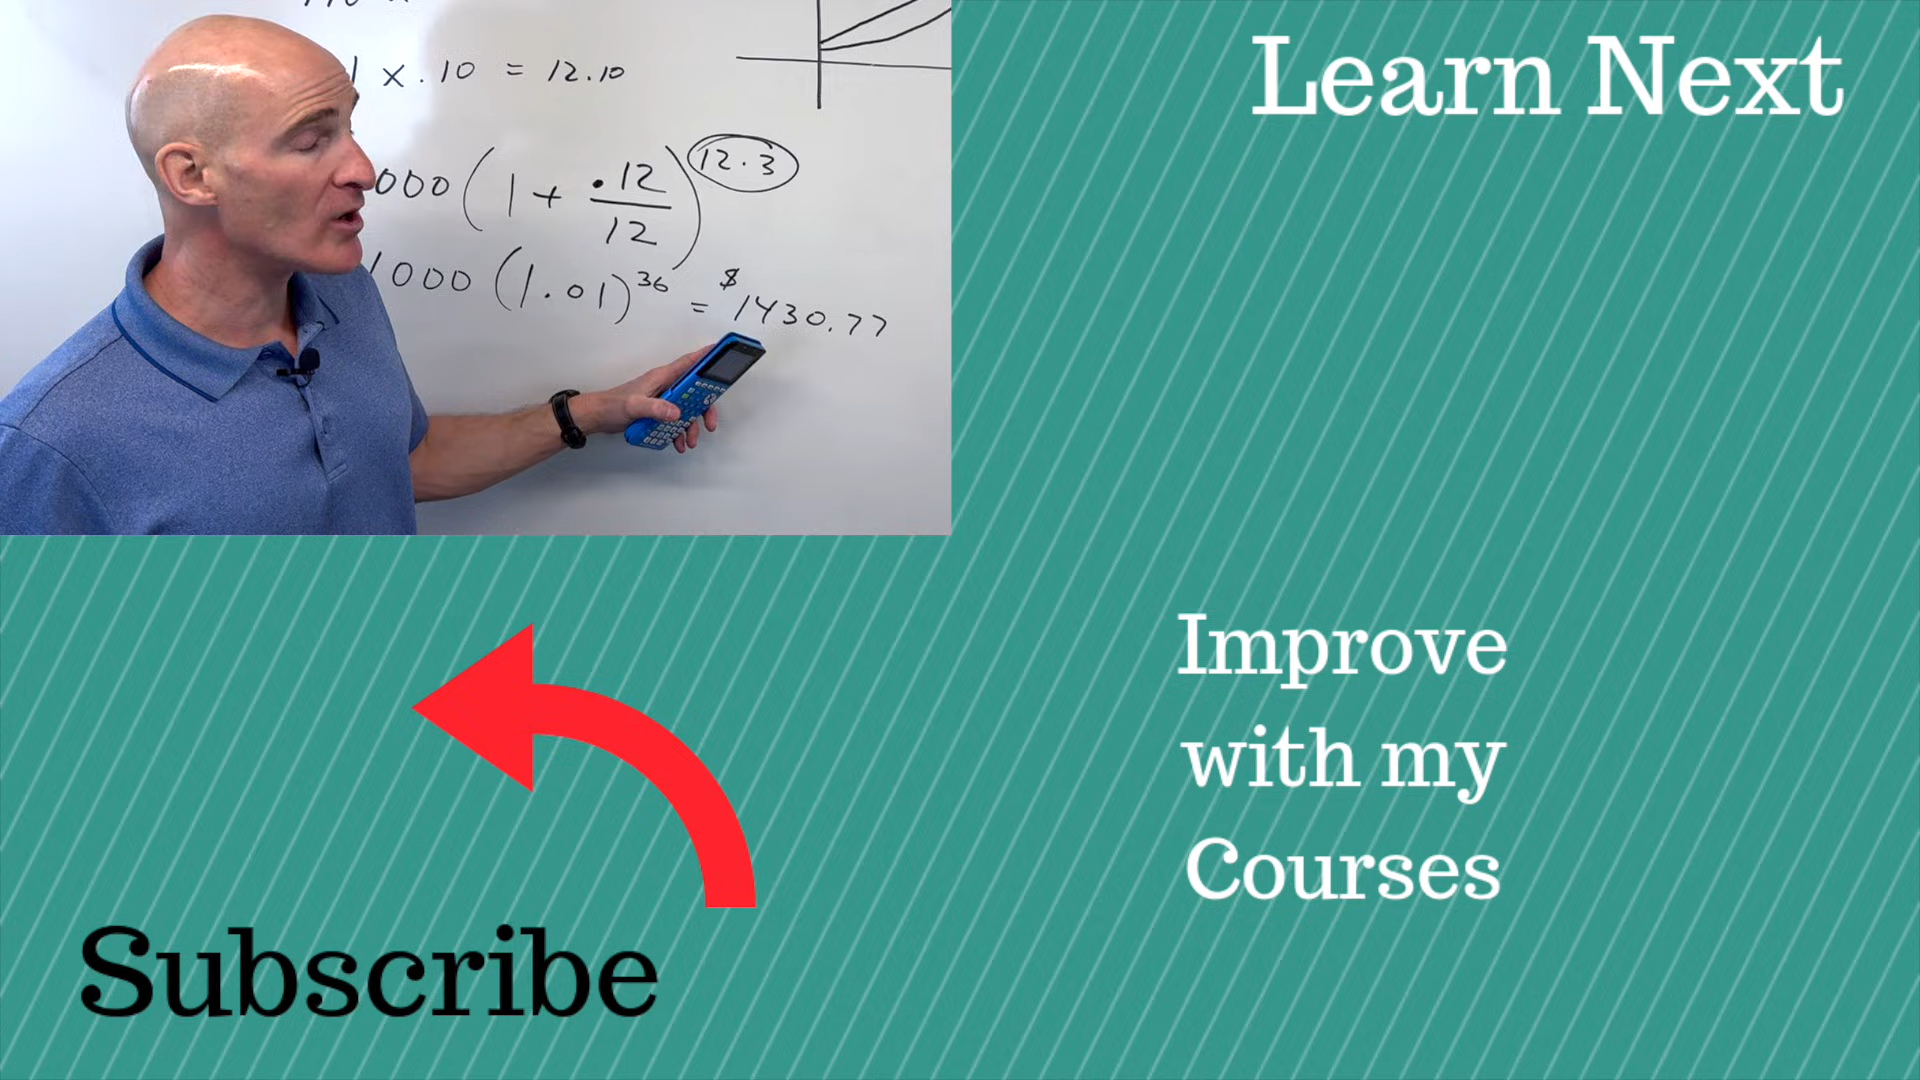 1 x .10 = 12.10
000 ( 1 + .12/12 ) 12.3
1000 (1.01)36 = $1430.77
Learn Next
Improve
with my
Courses
Subscribe